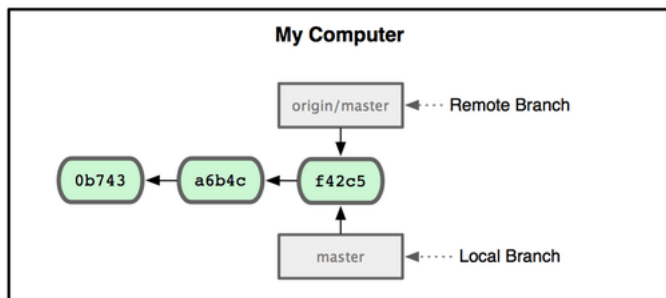 My Computer
origin/master
Remote Branch
0b743
a6b4c
f42c5
master
Local Branch